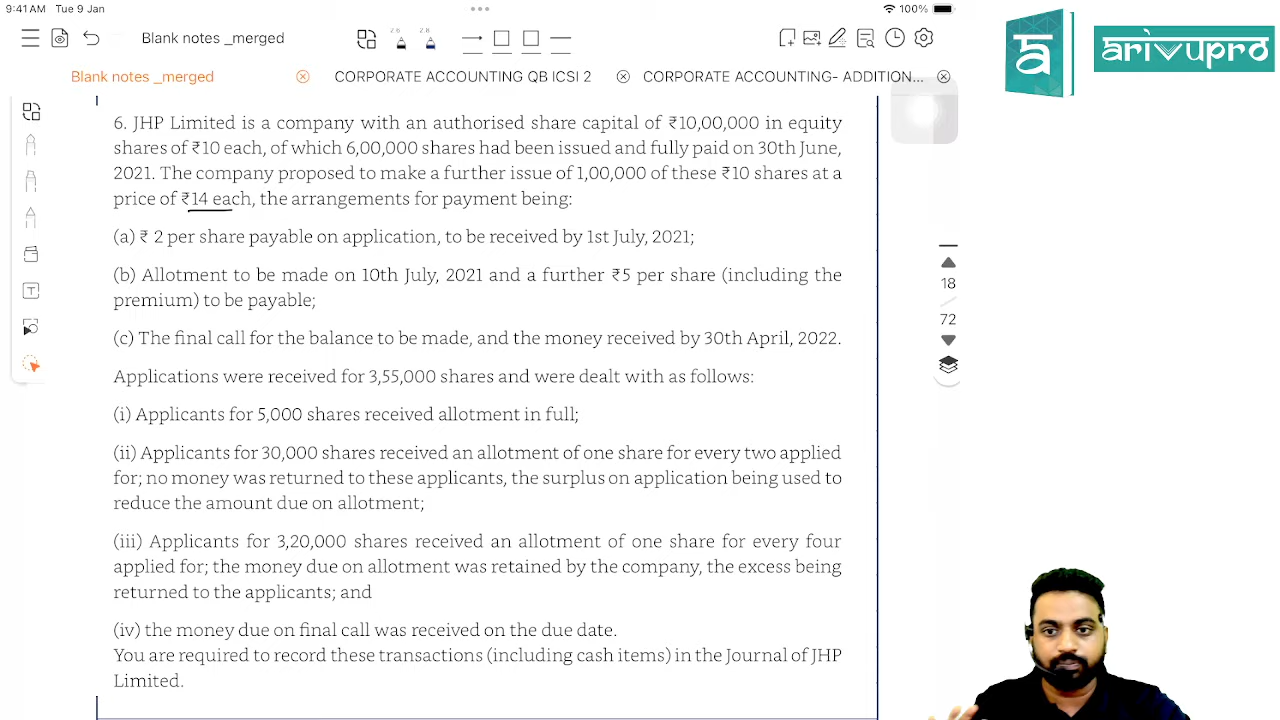 9:41 AM Tue 9 Jan
100%
Blank notes _merged
2.6 2.8
Blank notes _merged
CORPORATE ACCOUNTING QB ICSI 2
CORPORATE ACCOUNTING- ADDITION...
a
arivupro
6. JHP Limited is a company with an authorised share capital of ₹10,00,000 in equity
shares of ₹10 each, of which 6,00,000 shares had been issued and fully paid on 30th June,
2021. The company proposed to make a further issue of 1,00,000 of these ₹10 shares at a
price of ₹14 each, the arrangements for payment being:
(a) ₹ 2 per share payable on application, to be received by 1st July, 2021;
(b) Allotment to be made on 10th July, 2021 and a further ₹5 per share (including the
premium) to be payable;
(c) The final call for the balance to be made, and the money received by 30th April, 2022.
Applications were received for 3,55,000 shares and were dealt with as follows:
(i) Applicants for 5,000 shares received allotment in full;
(ii) Applicants for 30,000 shares received an allotment of one share for every two applied
for; no money was returned to these applicants, the surplus on application being used to
reduce the amount due on allotment;
(iii) Applicants for 3,20,000 shares received an allotment of one share for every four
applied for; the money due on allotment was retained by the company, the excess being
returned to the applicants; and
(iv) the money due on final call was received on the due date.
You are required to record these transactions (including cash items) in the Journal of JHP
Limited.
18
72
T